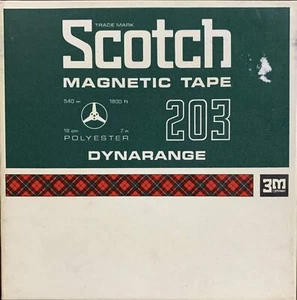 TRADE MARK
Scotch
MAGNETIC TAPE
540 m 1800 ft
203
18 cm 7 in
POLYESTER
DYNARANGE
3M